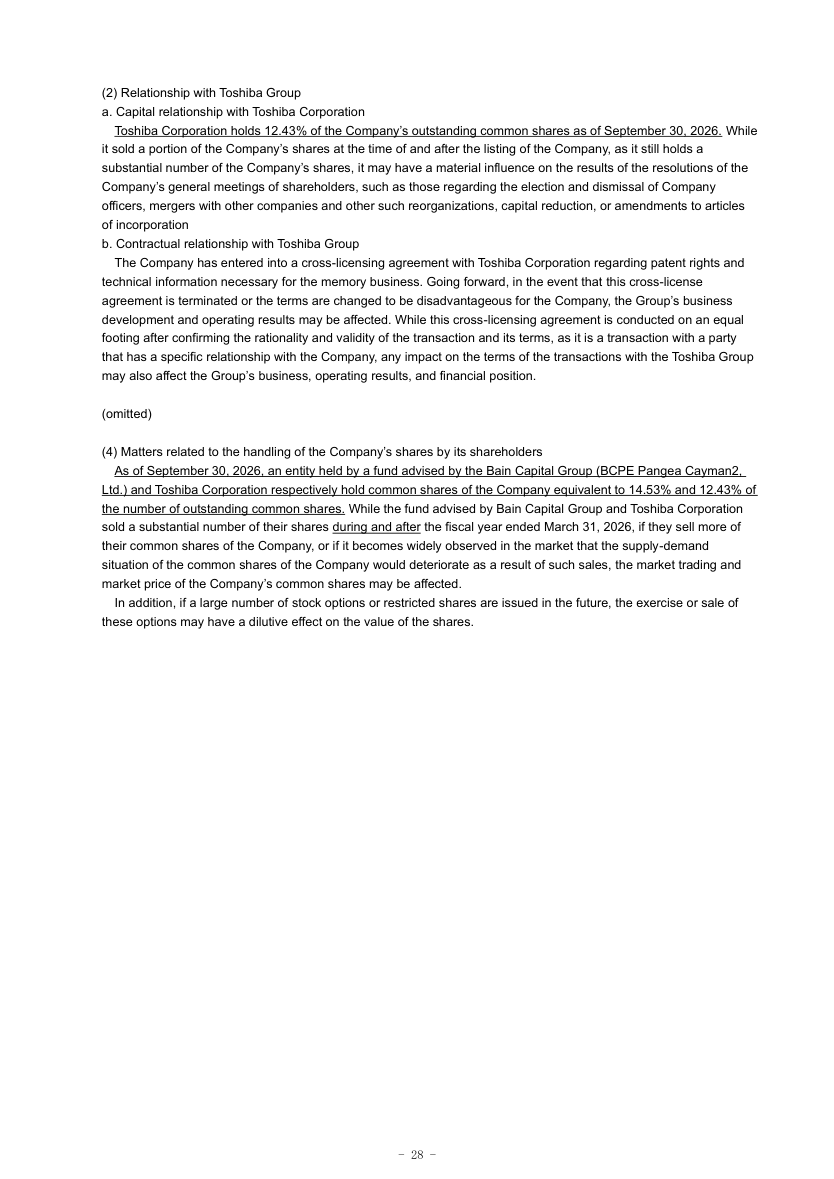 (2) Relationship with Toshiba Group
a. Capital relationship with Toshiba Corporation
Toshiba Corporation holds 12.43% of the Company's outstanding common shares as of September 30, 2026. While
it sold a portion of the Company's shares at the time of and after the listing of the Company, as it still holds a
substantial number of the Company's shares, it may have a material influence on the results of the resolutions of the
Company's general meetings of shareholders, such as those regarding the election and dismissal of Company
officers, mergers with other companies and other such reorganizations, capital reduction, or amendments to articles
of incorporation
b. Contractual relationship with Toshiba Group
The Company has entered into a cross-licensing agreement with Toshiba Corporation regarding patent rights and
technical information necessary for the memory business. Going forward, in the event that this cross-license
agreement is terminated or the terms are changed to be disadvantageous for the Company, the Group's business
development and operating results may be affected. While this cross-licensing agreement is conducted on an equal
footing after confirming the rationality and validity of the transaction and its terms, as it is a transaction with a party
that has a specific relationship with the Company, any impact on the terms of the transactions with the Toshiba Group
may also affect the Group's business, operating results, and financial position.
(omitted)
(4) Matters related to the handling of the Company's shares by its shareholders
As of September 30, 2026, an entity held by a fund advised by the Bain Capital Group (BCPE Pangea Cayman2,
Ltd.) and Toshiba Corporation respectively hold common shares of the Company equivalent to 14.53% and 12.43% of
the number of outstanding common shares. While the fund advised by Bain Capital Group and Toshiba Corporation
sold a substantial number of their shares during and after the fiscal year ended March 31, 2026, if they sell more of
their common shares of the Company, or if it becomes widely observed in the market that the supply-demand
situation of the common shares of the Company would deteriorate as a result of such sales, the market trading and
market price of the Company's common shares may be affected.
In addition, if a large number of stock options or restricted shares are issued in the future, the exercise or sale of
these options may have a dilutive effect on the value of the shares.
- 28 -